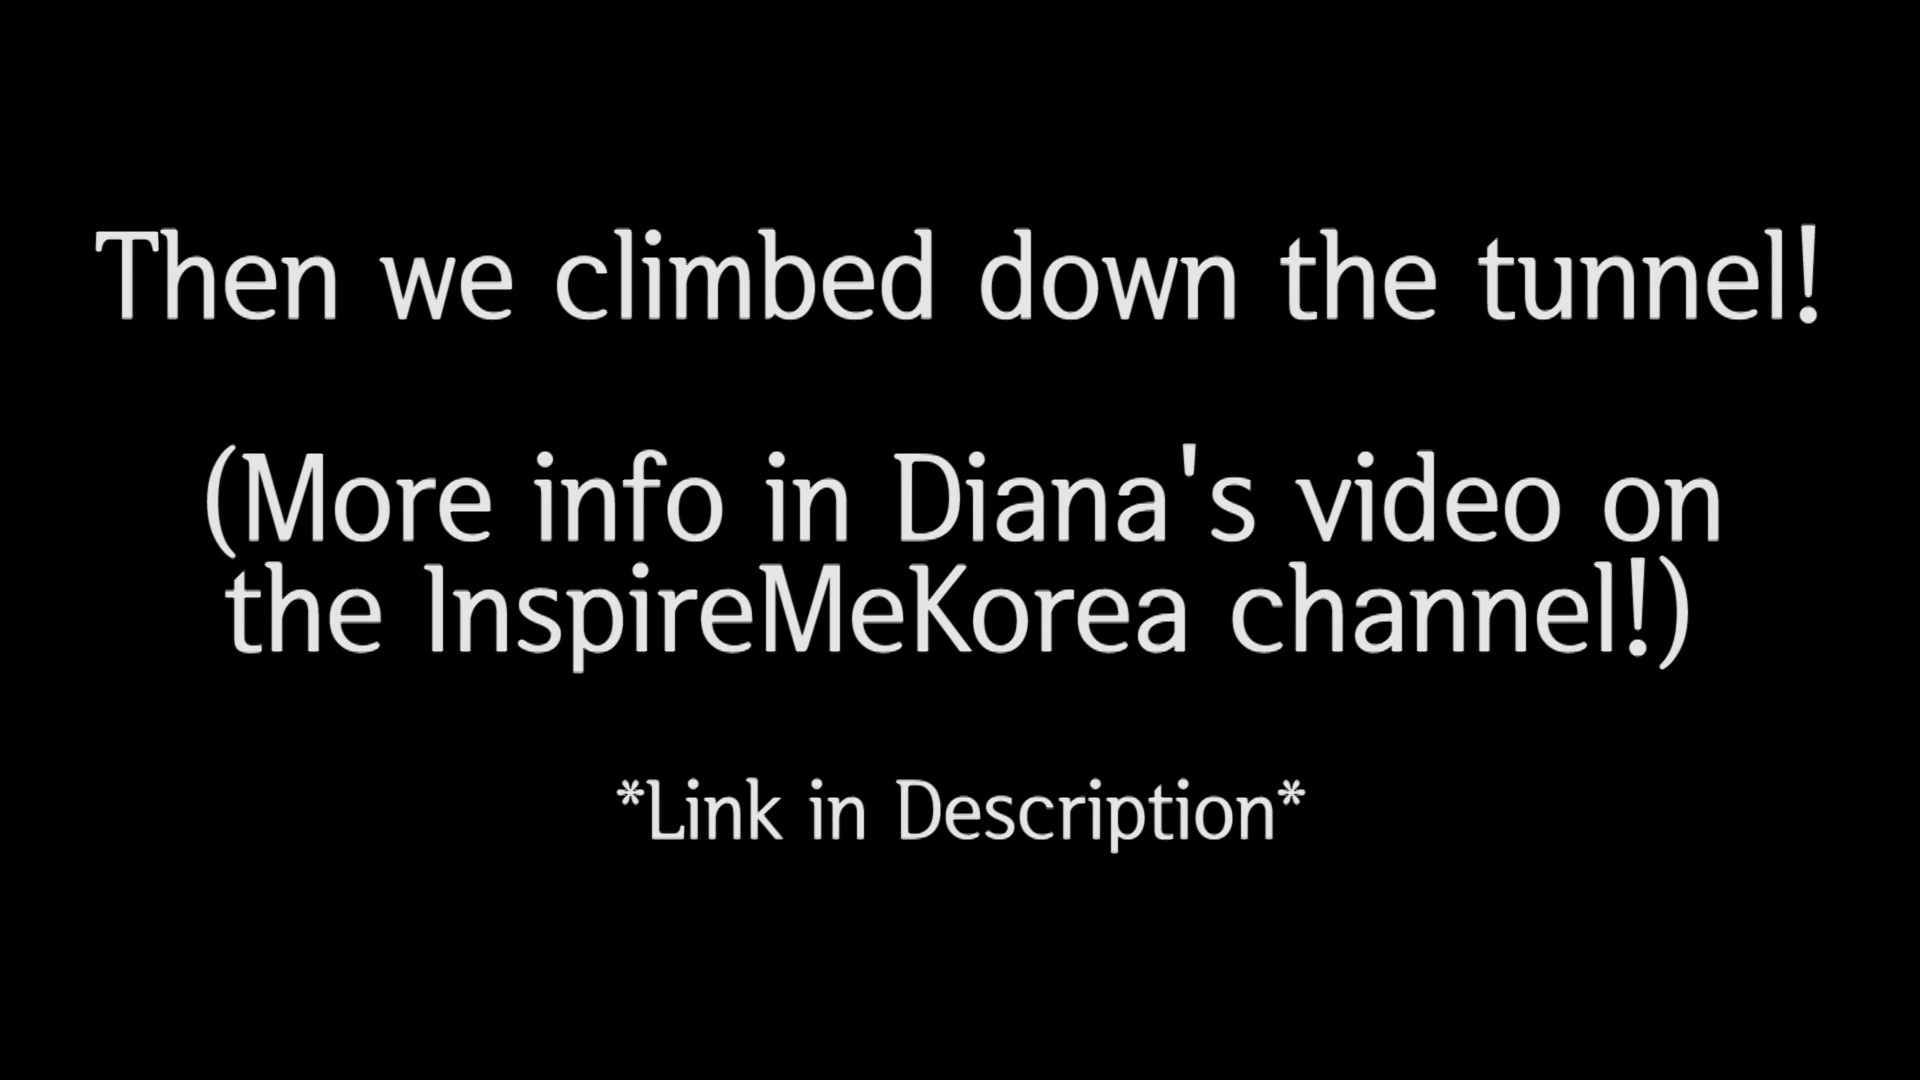 Then we climbed down the tunnel!
(More info in Diana's video on
the InspireMeKorea channel!)
*Link in Description*